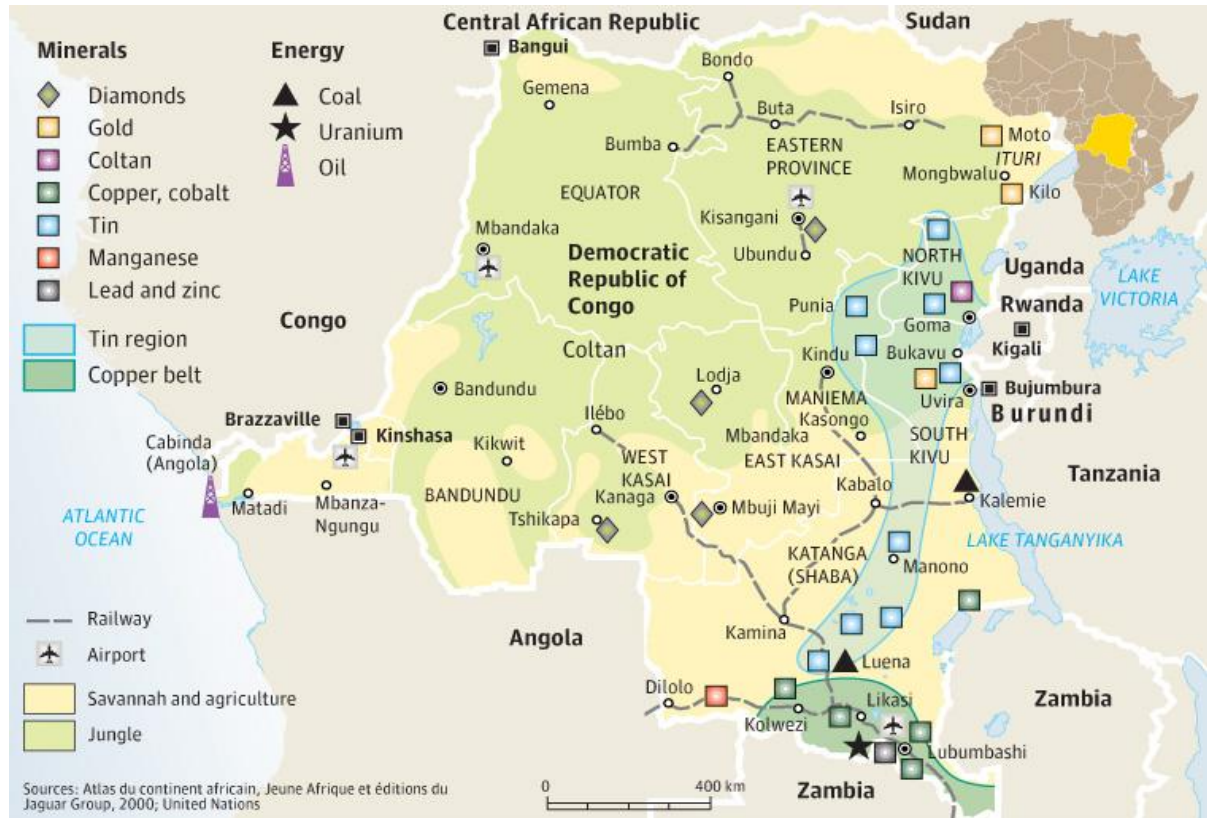 Minerals
Diamonds
Gold
Coltan
Copper, cobalt
Tin
Manganese
Lead and zinc
Tin region
Copper belt
Energy
Coal
Uranium
Oil
Central African Republic
Bangui
Sudan
Gemena
Bondo
Buta
Isiro
Bumba
EASTERN
PROVINCE
Moto
ITURI
Mongbwalu
Kilo
EQUATOR
Kisangani
Mbandaka
Ubundu
Democratic
Republic of
Congo
NORTH
KIVU
Uganda
LAKE
VICTORIA
Congo
Punia
Goma
Rwanda
Kigali
Coltan
Kindu
Bukavu
Bandundu
Lodja
MANIEMA
Uvira
Bujumbura
Burundi
Brazzaville
Kinshasa
Ilébo
Kasongo
Mbandaka
Cabinda
(Angola)
Kikwit
WEST
KASAI
EAST KASAI
SOUTH
KIVU
Tanzania
BANDUNDU
Kanaga
Kabalo
Kalemie
Matadi
Mbanza-
Ngungu
Tshikapa
Mbuji Mayi
ATLANTIC
OCEAN
LAKE TANGANYIKA
KATANGA
(SHABA)
Manono
Railway
Airport
Angola
Kamina
Luena
Savannah and agriculture
Jungle
Dilolo
Kolwezi
Likasi
Zambia
Lubumbashi
Zambia
0
400 km
Sources: Atlas du continent africain, Jeune Afrique et éditions du
Jaguar Group, 2000; United Nations